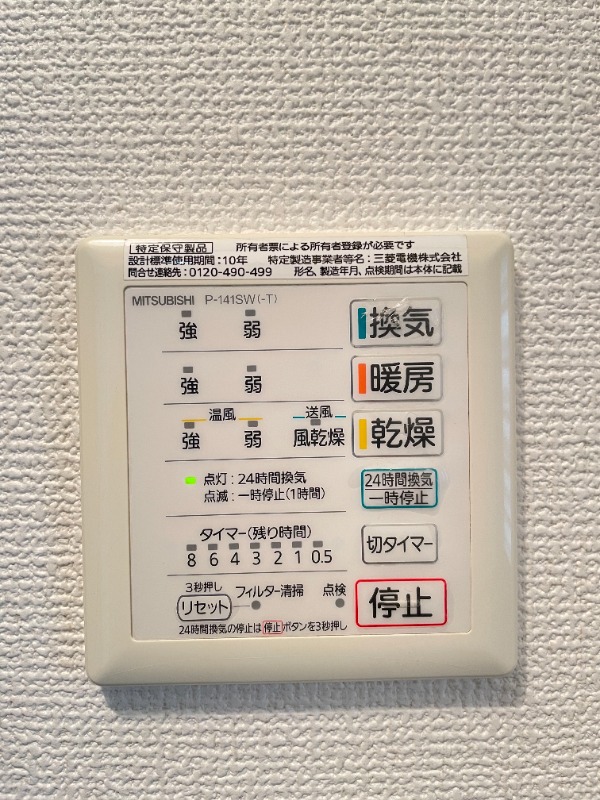 特定保守製品 所有者票による所有者登録が必要です
設計標準使用期間:10年 特定製造事業者等名:三菱電機株式会社
問合せ連絡先:0120-490-499 形名、製造年月、点検期間は本体に記載
MITSUBISHI P-141SW(-T)
強 弱 換気
強 弱 暖房
温風 送風
強 弱 風乾燥 乾燥
点灯:24時間換気
点滅:一時停止(1時間)
24時間換気
一時停止
タイマー(残り時間)
8 6 4 3 2 1 0.5
切タイマー
3秒押し
リセット フィルター清掃 点検
停止
24時間換気の停止は停止ボタンを3秒押し